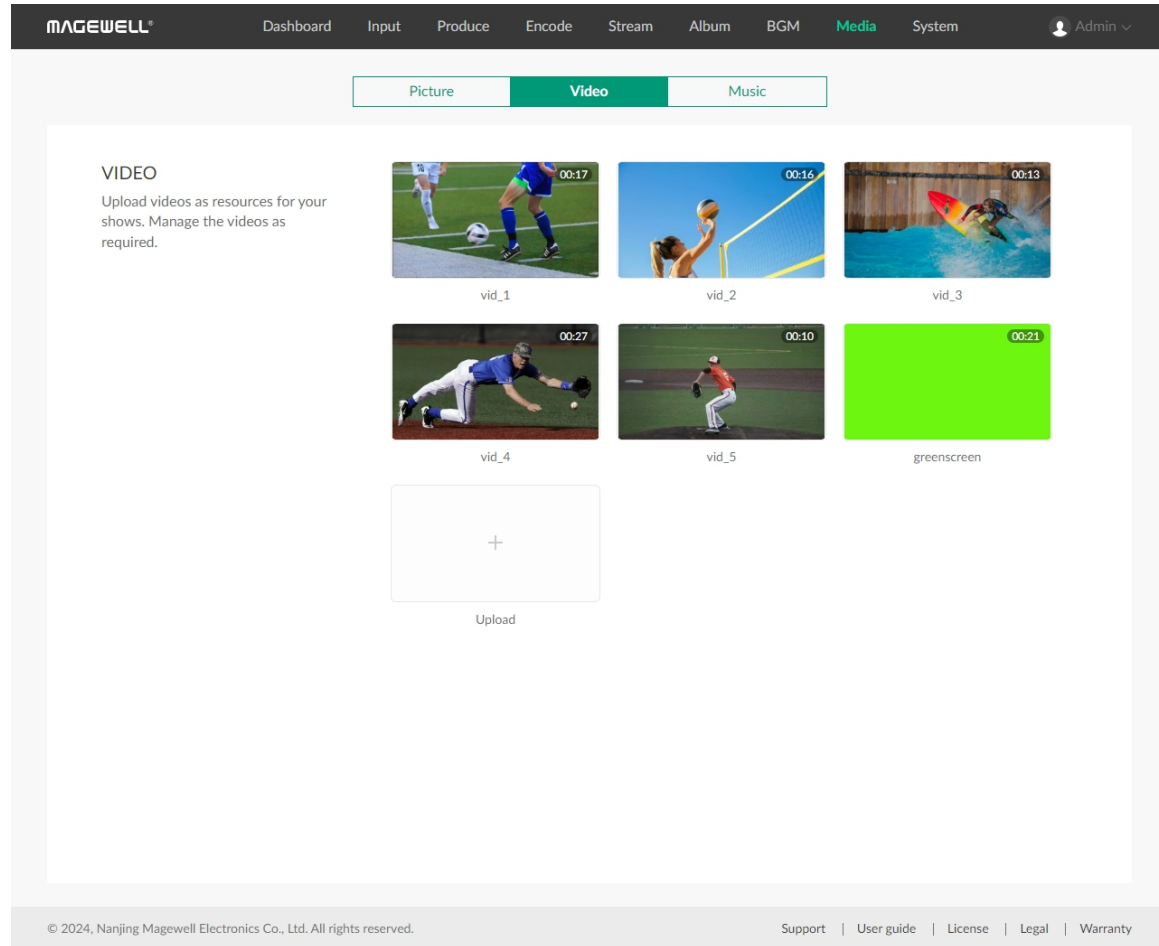 MAGEWELL®
Dashboard Input Produce Encode Stream Album BGM Media System Admin
Picture Video Music
VIDEO
Upload videos as resources for your
shows. Manage the videos as
required.
00:17 00:16 00:13
vid_1 vid_2 vid_3
00:27 00:10 00:21
vid_4 vid_5 greenscreen
Upload
© 2024, Nanjing Magewell Electronics Co., Ltd. All rights reserved.
Support | User guide | License | Legal | Warranty